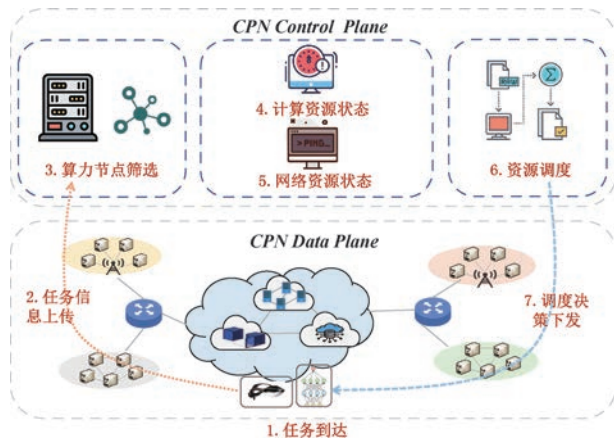 CPN Control Plane
4. 计算资源状态
> PING...
3. 算力节点筛选
5. 网络资源状态
6. 资源调度
CPN Data Plane
2. 任务信
息上传
7. 调度决
策下发
1. 任务到达